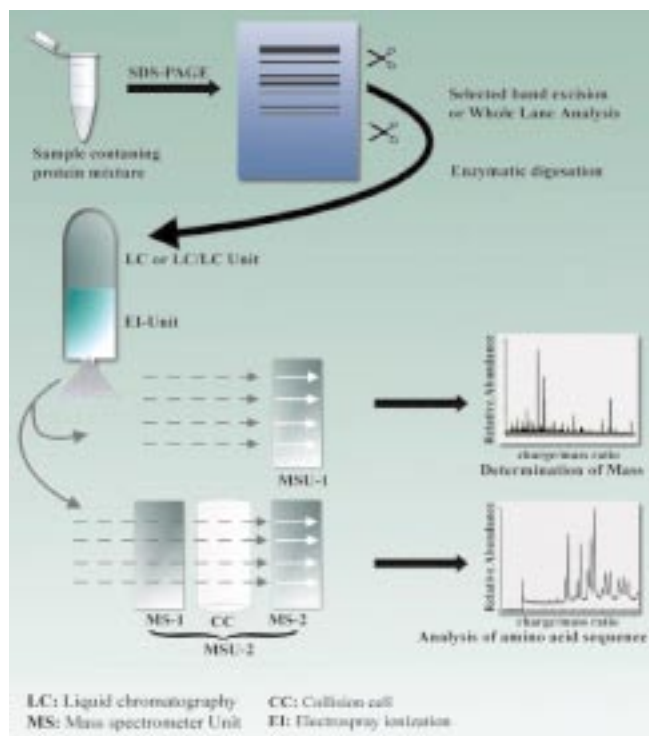 SDS-PAGE
Sample contaning
protein mixture
Selected band excision
or Whole Lane Analysis
Enzymatic digesation
LC or LC/LC Unit
EI-Unit
MSU-1
Relative Abundance
charge/mass ratio
Determination of Mass
MS-1
CC
MS-2
MSU-2
Relative Abundance
charge/mass ratio
Analysis of amino acid sequence
LC: Liquid chromatography
CC: Collision cell
MS: Mass spectrometer Unit
EI: Electrospray ionization